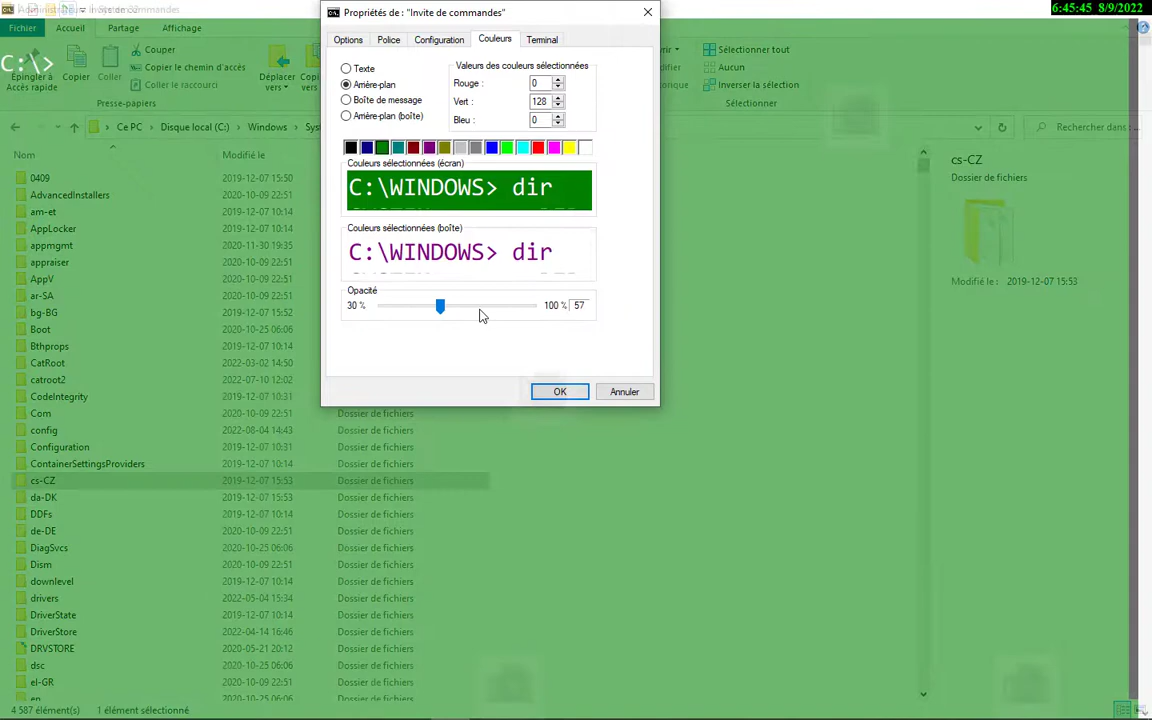 Propriétés de : "Invite de commandes"
6:45:45 8/9/2022
Fichier Accueil Partage Affichage
Options Police Configuration Couleurs Terminal
C:\>
Épingler à Accès rapide
Copier
Coller
Couper
Copier le chemin d'accès
Coller le raccourci
Déplacer vers
Presse-papiers
Sélectionner tout
Aucun
Inverser la sélection
Sélectionner
Texte
Arrière-plan
Boîte de message
Arrière-plan (boîte)
Valeurs des couleurs sélectionnées
Rouge : 0
Vert : 128
Bleu : 0
Ce PC > Disque local (C:) > Windows >
Rechercher dans :
Couleurs sélectionnées (écran)
C:\WINDOWS> dir
Couleurs sélectionnées (boîte)
C:\WINDOWS> dir
Opacité
30 % 100 % 57
OK Annuler
Nom Modifié le
0409 2019-12-07 15:50
AdvancedInstallers 2020-10-09 22:51
am-et 2019-12-07 10:14
AppLocker 2019-12-07 10:14
appmgmt 2020-11-30 19:35
appraiser 2020-10-09 22:51
AppV 2020-10-09 22:51
ar-SA 2020-10-09 22:51
bg-BG 2019-12-07 15:52
Boot 2020-10-25 06:06
Bthprops 2019-12-07 10:14
CatRoot 2022-03-02 14:50
catroot2 2022-07-10 12:02
CodeIntegrity 2019-12-07 10:31
Com 2020-10-09 22:51 Dossier de fichiers
config 2022-08-04 14:43 Dossier de fichiers
Configuration 2019-12-07 10:31 Dossier de fichiers
ContainerSettingsProviders 2019-12-07 10:14 Dossier de fichiers
cs-CZ 2019-12-07 15:53 Dossier de fichiers
da-DK 2019-12-07 15:53 Dossier de fichiers
DDFs 2019-12-07 10:14 Dossier de fichiers
de-DE 2020-10-09 22:51 Dossier de fichiers
DiagSvcs 2020-10-25 06:06 Dossier de fichiers
Dism 2020-10-09 22:51 Dossier de fichiers
downlevel 2019-12-07 10:14 Dossier de fichiers
drivers 2022-05-04 15:34 Dossier de fichiers
DriverState 2019-12-07 10:14 Dossier de fichiers
DriverStore 2022-04-14 16:46 Dossier de fichiers
DRVSTORE 2020-05-21 20:12 Dossier de fichiers
dsc 2020-10-25 06:06 Dossier de fichiers
el-GR 2020-10-09 22:51 Dossier de fichiers
en 2020-10-09 22:51 Dossier de fichiers
cs-CZ
Dossier de fichiers
Modifié le : 2019-12-07 15:53
4 587 élément(s) 1 élément sélectionné